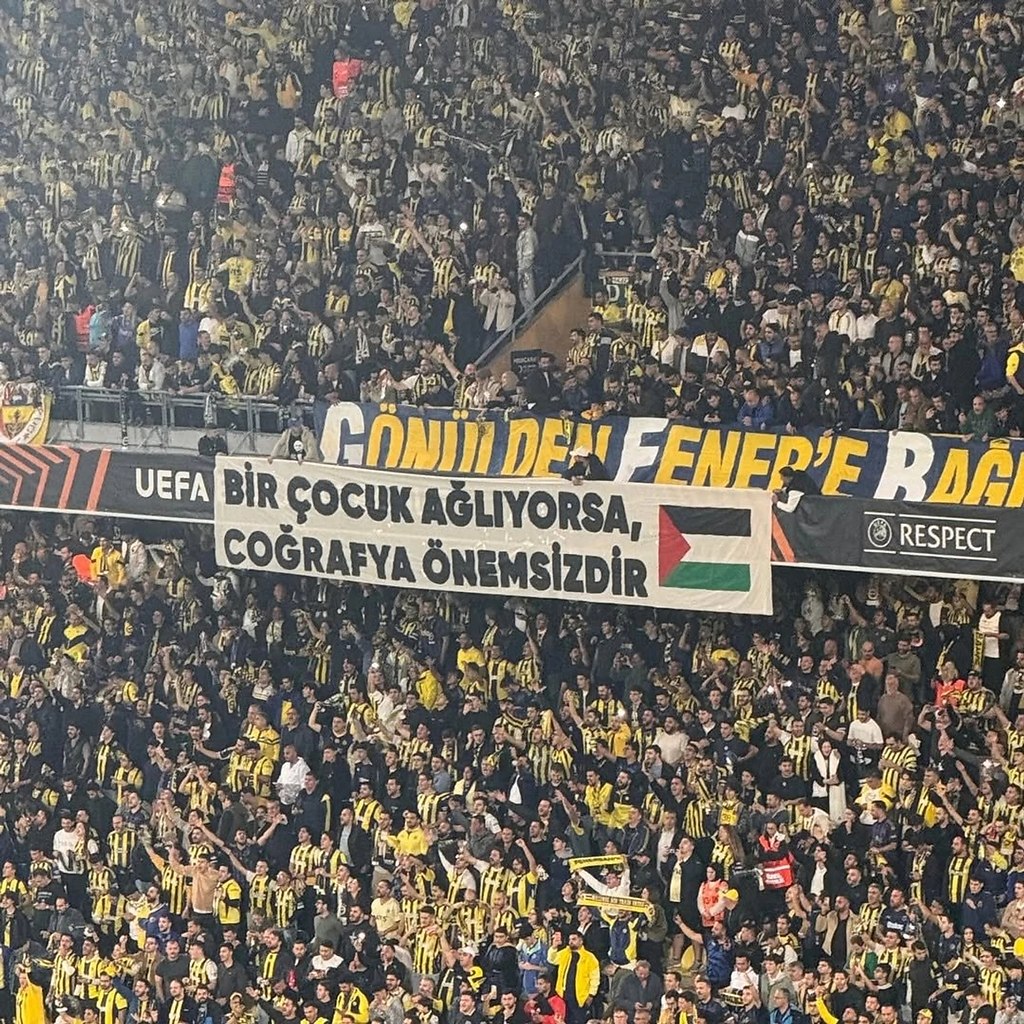 GÖNÜLDEN FENER'E BAĞ
UEFA
BİR ÇOCUK AĞLIYORSA,
COĞRAFYA ÖNEMSİZDİR
RESPECT